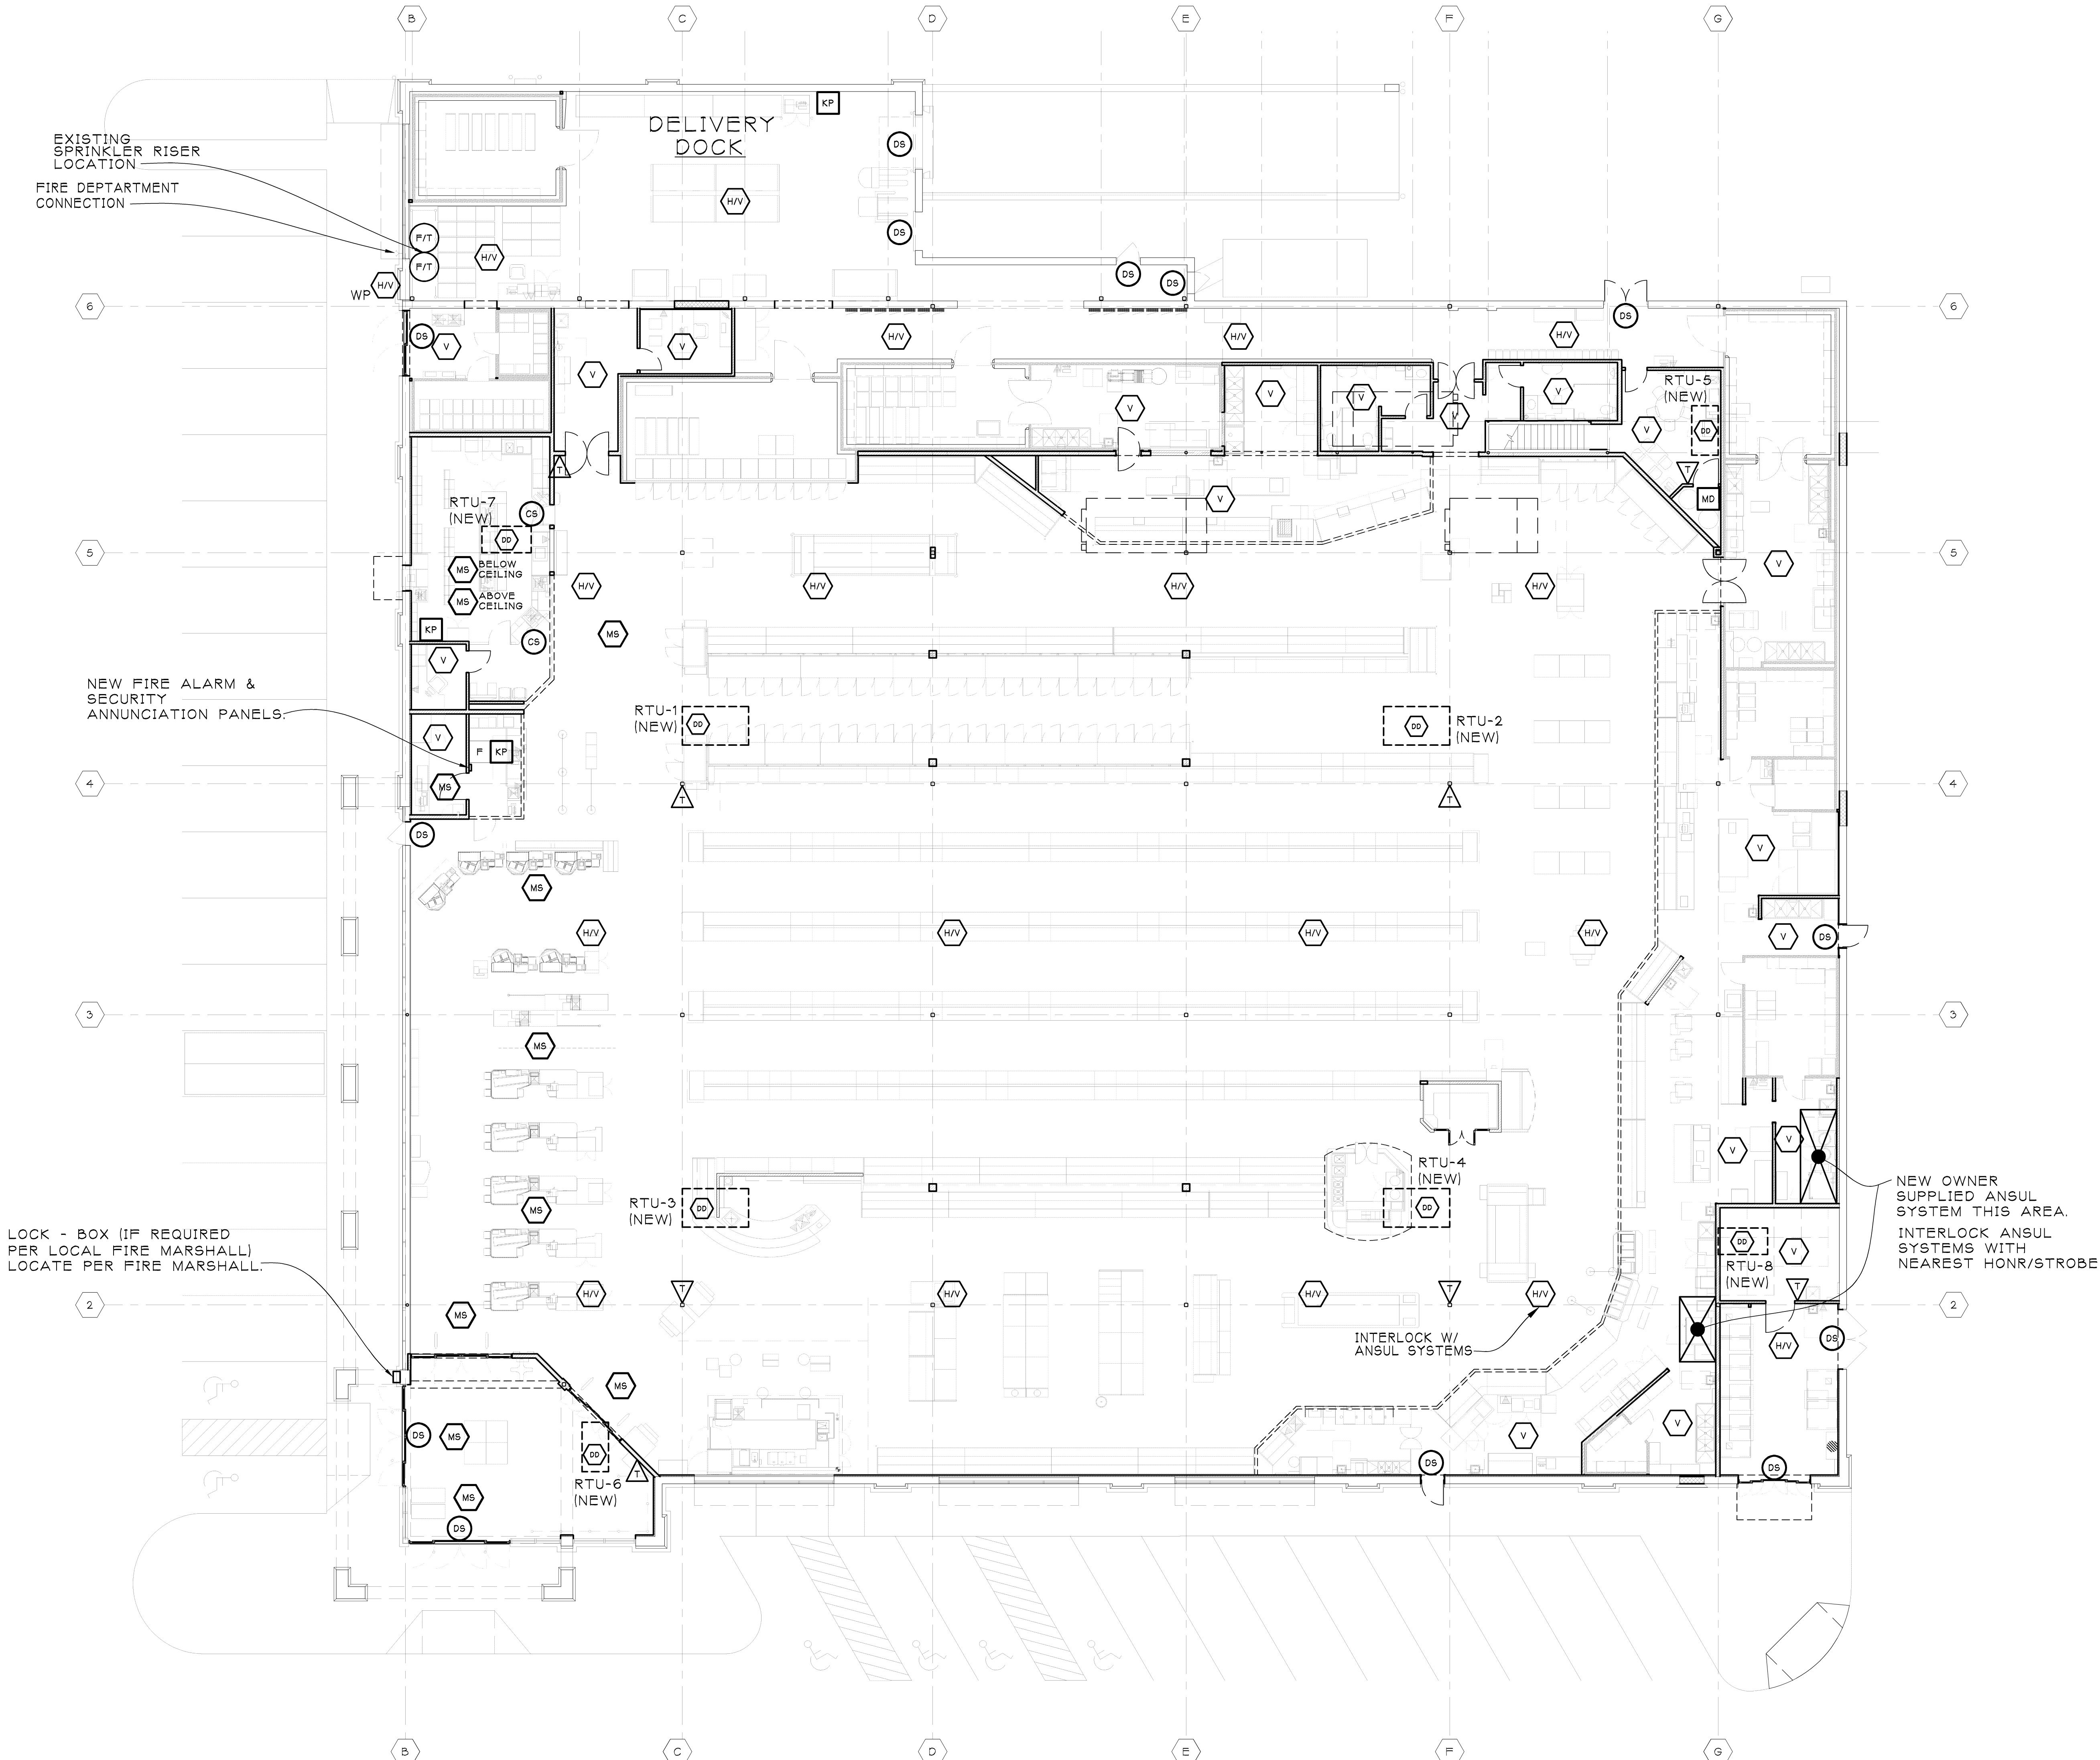 B C D E F G
KP
DELIVERY
DOCK
DS
EXISTING
SPRINKLER RISER
LOCATION
FIRE DEPTARTMENT
CONNECTION
H/V
F/T
DS
H/V
F/T
DS
DS
WP
H/V
6
6
DS
DS
V
V
V
H/V
H/V
H/V
RTU-5
(NEW)
V
V
V
V
V
V
DD
T
T
MD
RTU-7
(NEW)
CS
V
DD
5
5
MS
BELOW
CEILING
V
MS
ABOVE
CEILING
H/V
H/V
H/V
H/V
KP
MS
CS
V
NEW FIRE ALARM &
SECURITY
ANNUNCIATION PANELS.
RTU-1
(NEW)
DD
DD
RTU-2
(NEW)
V
F
KP
4
MS
4
T
T
DS
V
MS
H/V
H/V
H/V
H/V
V
DS
3
3
MS
V
V
RTU-4
(NEW)
NEW OWNER
SUPPLIED ANSUL
SYSTEM THIS AREA.
RTU-3
(NEW)
DD
DD
MS
LOCK - BOX (IF REQUIRED
PER LOCAL FIRE MARSHALL)
LOCATE PER FIRE MARSHALL.
INTERLOCK ANSUL
SYSTEMS WITH
NEAREST HONR/STROBE
DD
V
RTU-8
(NEW)
T
H/V
T
H/V
H/V
T
H/V
2
2
MS
INTERLOCK W/
ANSUL SYSTEMS
H/V
DS
MS
DS
MS
DD
V
V
DS
DS
T
RTU-6
(NEW)
MS
DS
B C D E F G